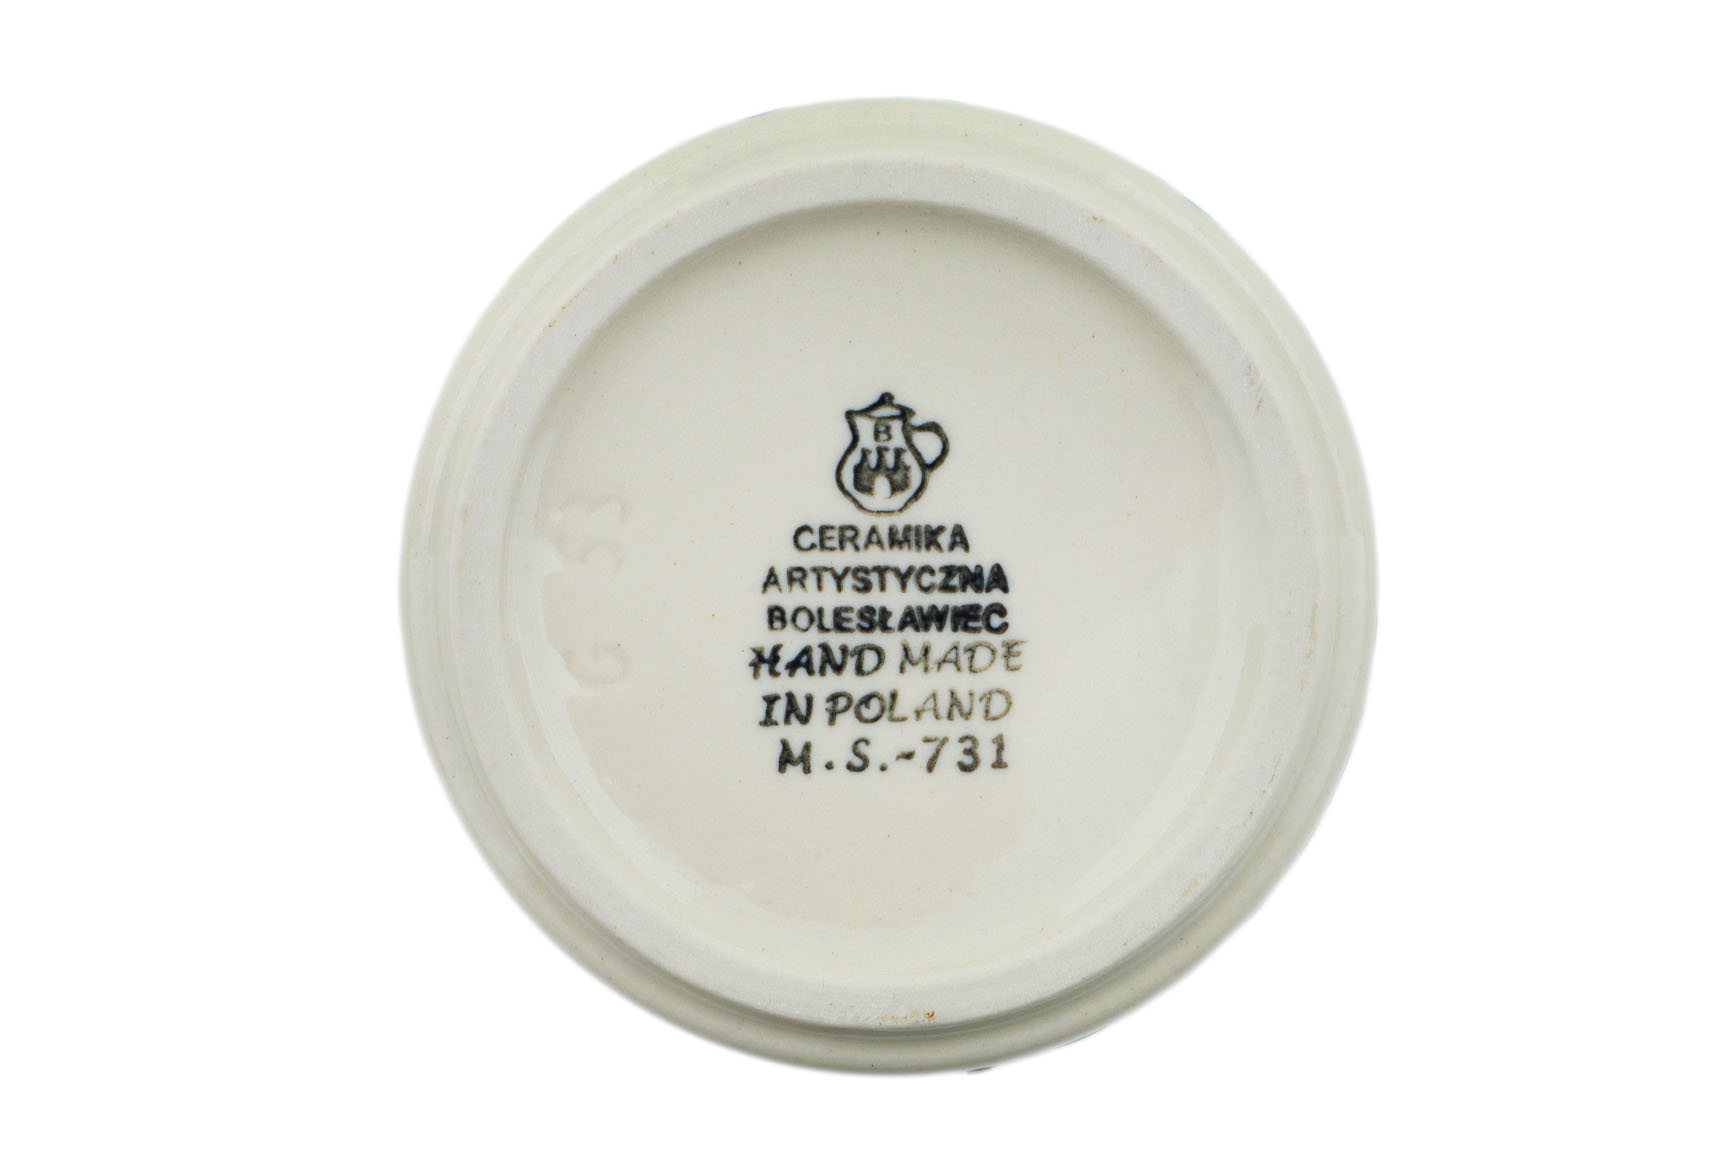 B
CERAMIKA
ARTYSTYCZNA
BOLESŁAWIEC
HAND MADE
IN POLAND
M.S.-731